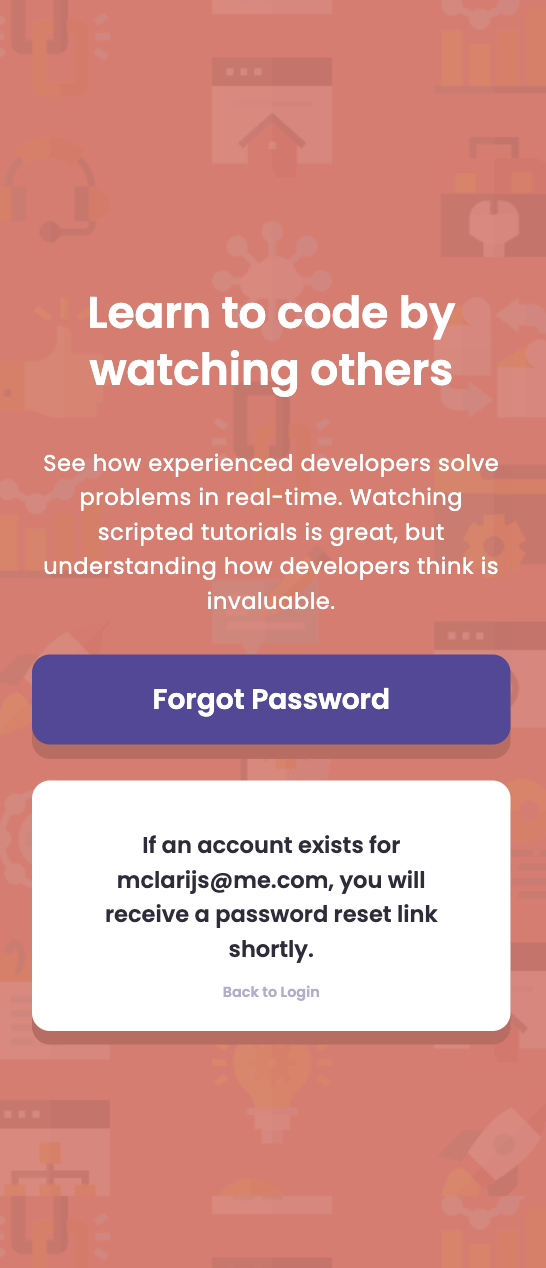 Learn to code by
watching others
See how experienced developers solve
problems in real-time. Watching
scripted tutorials is great, but
understanding how developers think is
invaluable.
Forgot Password
If an account exists for
mclarijs@me.com, you will
receive a password reset link
shortly.
Back to Login